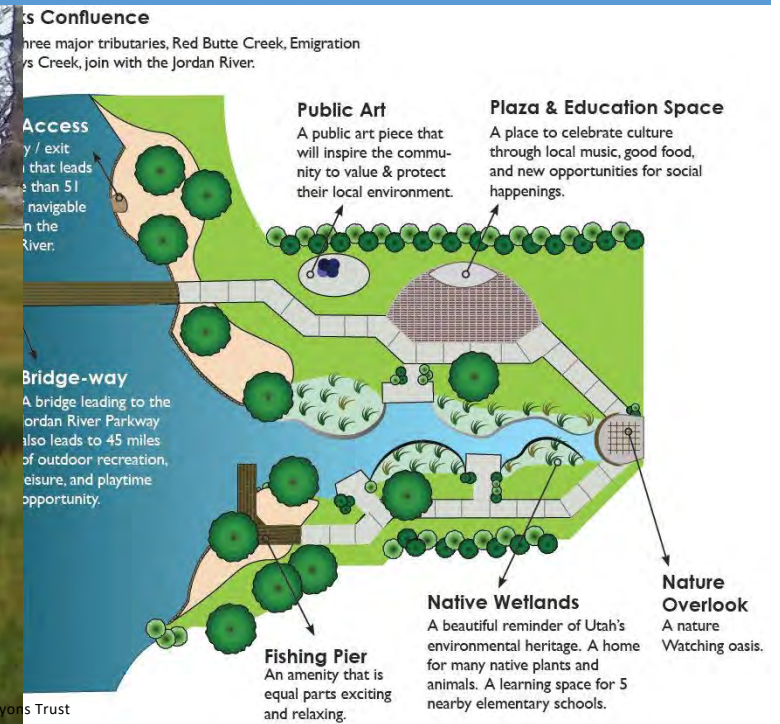 ks Confluence
hree major tributaries, Red Butte Creek, Emigration
ys Creek, join with the Jordan River.
Access
y / exit
that leads
than 51
navigable
n the
River.
Public Art
A public art piece that
will inspire the commu-
nity to value & protect
their local environment.
Plaza & Education Space
A place to celebrate culture
through local music, good food,
and new opportunities for social
happenings.
Bridge-way
A bridge leading to the
Jordan River Parkway
also leads to 45 miles
of outdoor recreation,
leisure, and playtime
opportunity.
Fishing Pier
An amenity that is
equal parts exciting
and relaxing.
Native Wetlands
A beautiful reminder of Utah's
environmental heritage. A home
for many native plants and
animals. A learning space for 5
nearby elementary schools.
Nature
Overlook
A nature
Watching oasis.
yons Trust